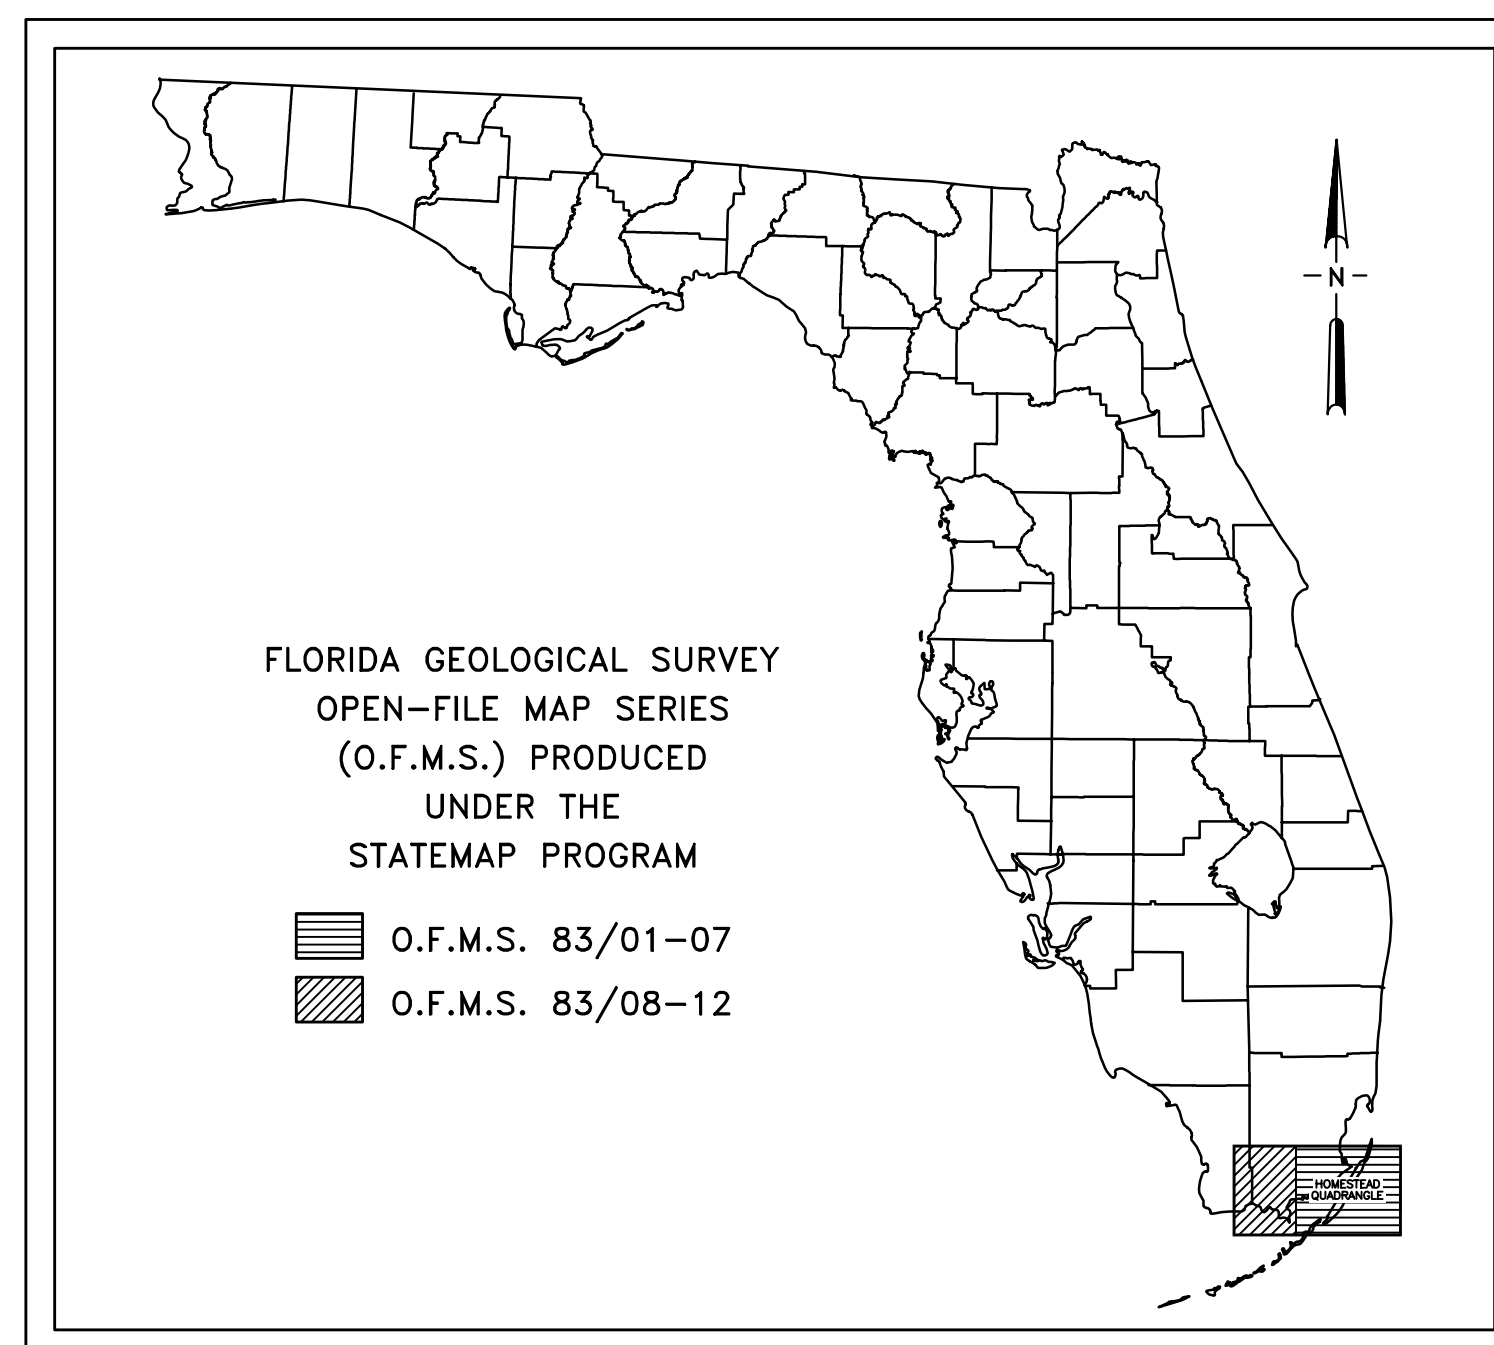 FLORIDA GEOLOGICAL SURVEY
OPEN-FILE MAP SERIES
(O.F.M.S.) PRODUCED
UNDER THE
STATEMAP PROGRAM
O.F.M.S. 83/01-07
O.F.M.S. 83/08-12
N
HOMESTEAD
QUADRANGLE